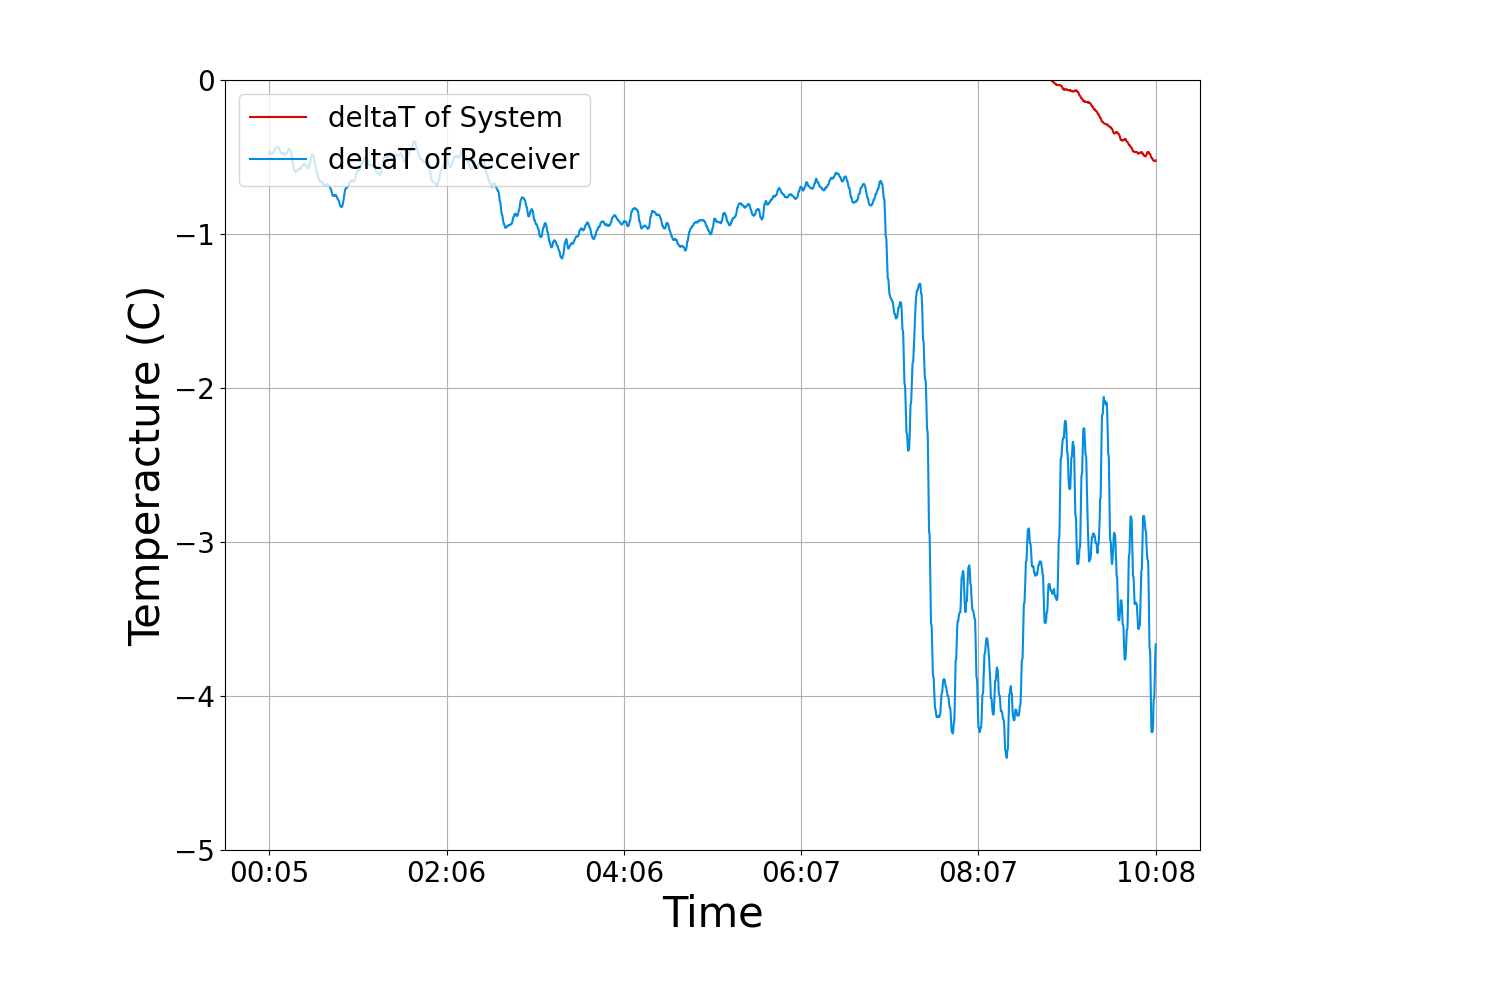 deltaT of System
deltaT of Receiver
0
−1
−2
−3
−4
−5
Temperacture (C)
00:05 02:06 04:06 06:07 08:07 10:08
Time